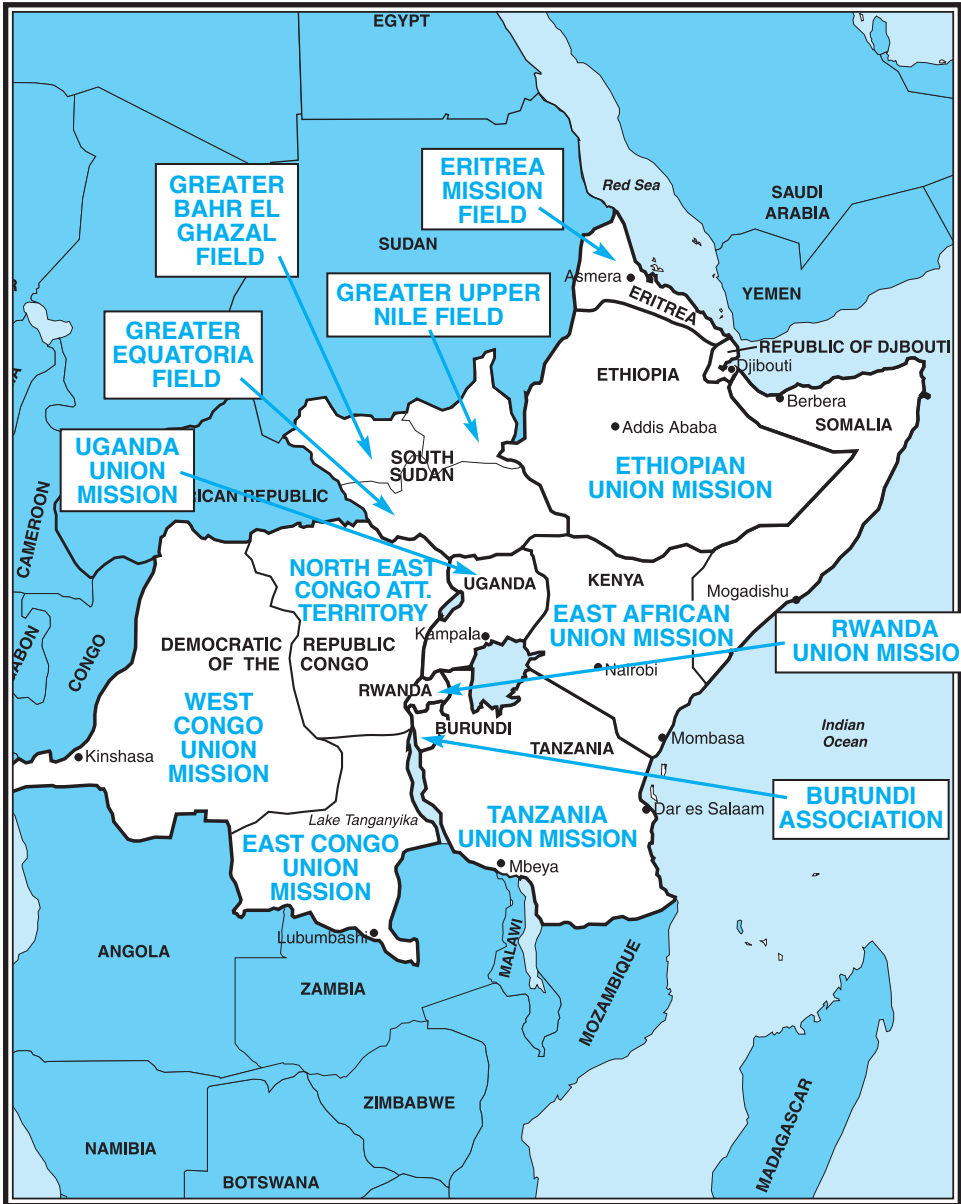 EGYPT
GREATER
BAHR EL
GHAZAL
FIELD
ERITREA
MISSION
FIELD
Red Sea
SAUDI
ARABIA
SUDAN
Asmera
ERITREA
YEMEN
GREATER UPPER
NILE FIELD
GREATER
EQUATORIA
FIELD
REPUBLIC OF DJBOUTI
Djibouti
ETHIOPIA
Berbera
SOMALIA
Addis Ababa
UGANDA
UNION
MISSION
SOUTH
SUDAN
ETHIOPIAN
UNION MISSION
RICAN REPUBLIC
CAMEROON
NORTH EAST
CONGO ATT.
TERRITORY
UGANDA
KENYA
Mogadishu
EAST AFRICAN
UNION MISSION
ABON
CONGO
DEMOCRATIC REPUBLIC
OF THE CONGO
Kampala
RWANDA
UNION MISSIO
Nairobi
RWANDA
WEST
CONGO
UNION
MISSION
BURUNDI
TANZANIA
Mombasa
Indian
Ocean
Kinshasa
Lake Tanganyika
TANZANIA
UNION MISSION
Dar es Salaam
BURUNDI
ASSOCIATION
EAST CONGO
UNION
MISSION
Mbeya
Lubumbashi
ANGOLA
ZAMBIA
MALAWI
MOZAMBIQUE
ZIMBABWE
MADAGASCAR
NAMIBIA
BOTSWANA